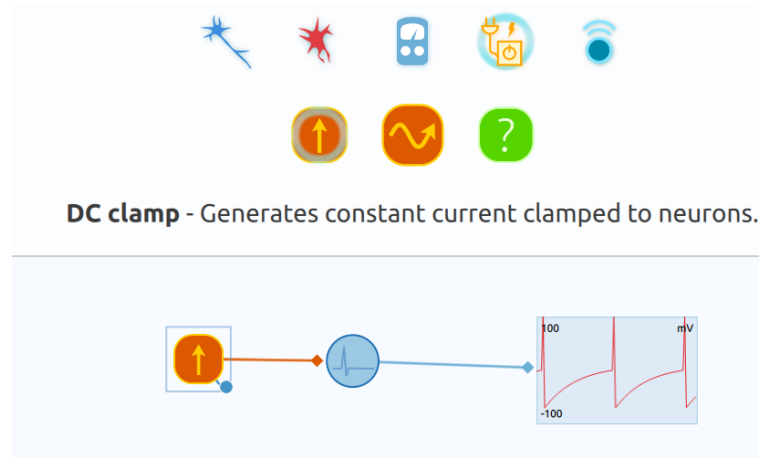 ?
DC clamp - Generates constant current clamped to neurons.
100 mV
-100